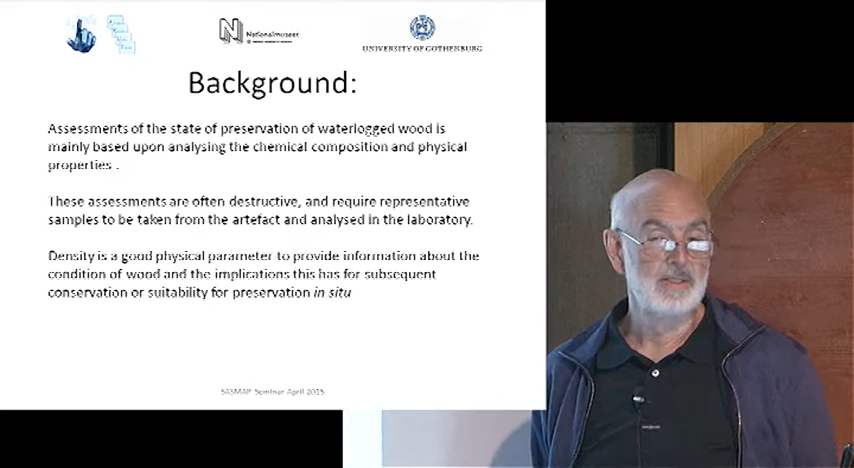 Nationalmuseet
UNIVERSITY OF GOTHENBURG
Background:
Assessments of the state of preservation of waterlogged wood is
mainly based upon analysing the chemical composition and physical
properties .
These assessments are often destructive, and require representative
samples to be taken from the artefact and analysed in the laboratory.
Density is a good physical parameter to provide information about the
condition of wood and the implications this has for subsequent
conservation or suitability for preservation in situ
SASMAP Seminar April 2015